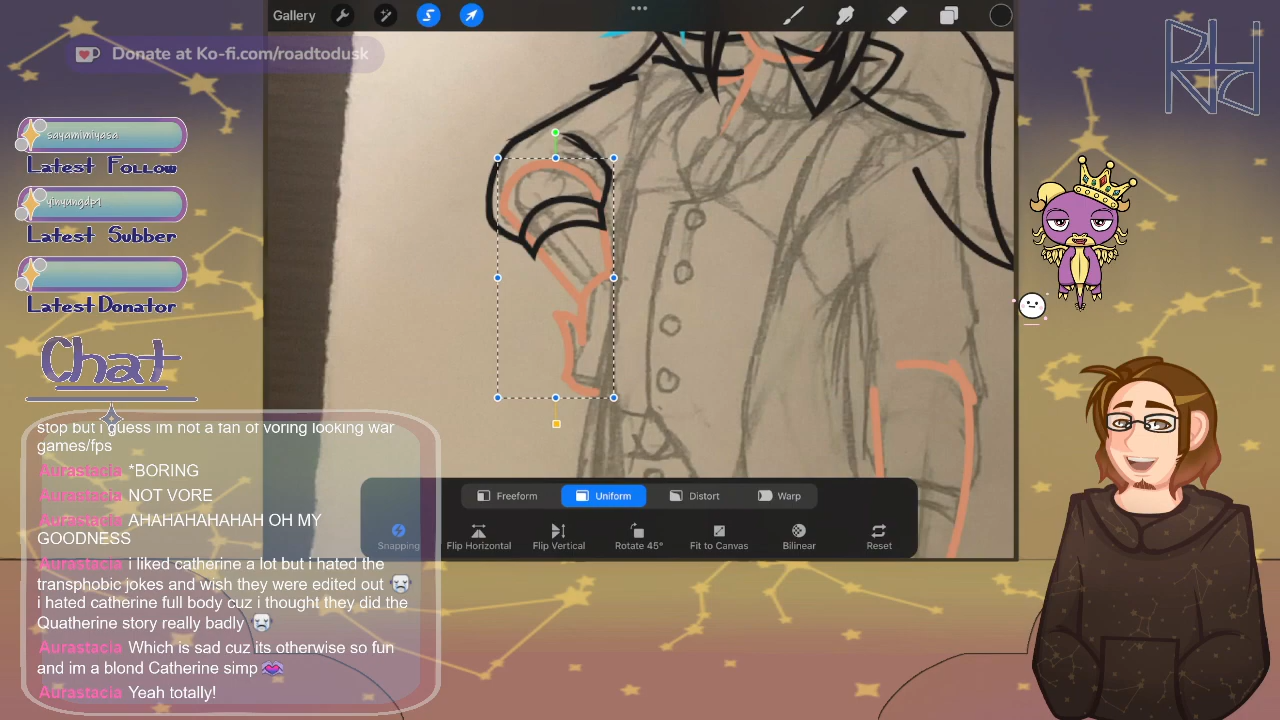 Gallery
Donate at Ko-fi.com/roadtodusk
RtD
sayamimiyasa
Latest Follow
yinyangdp1
Latest Subber
Latest Donator
Chat
stop but i guess im not a fan of voring looking war
games/fps
Aurastacia *BORING
Aurastacia NOT VORE
Aurastacia AHAHAHAHAHAH OH MY
GOODNESS
Aurastacia i liked catherine a lot but i hated the
transphobic jokes and wish they were edited out 😢
i hated catherine full body cuz i thought they did the
Quatherine story really badly 😢
Aurastacia Which is sad cuz its otherwise so fun
and im a blond Catherine simp 🫦
Aurastacia Yeah totally!
Freeform Uniform Distort Warp
Snapping Flip Horizontal Flip Vertical Rotate 45° Fit to Canvas Bilinear Reset